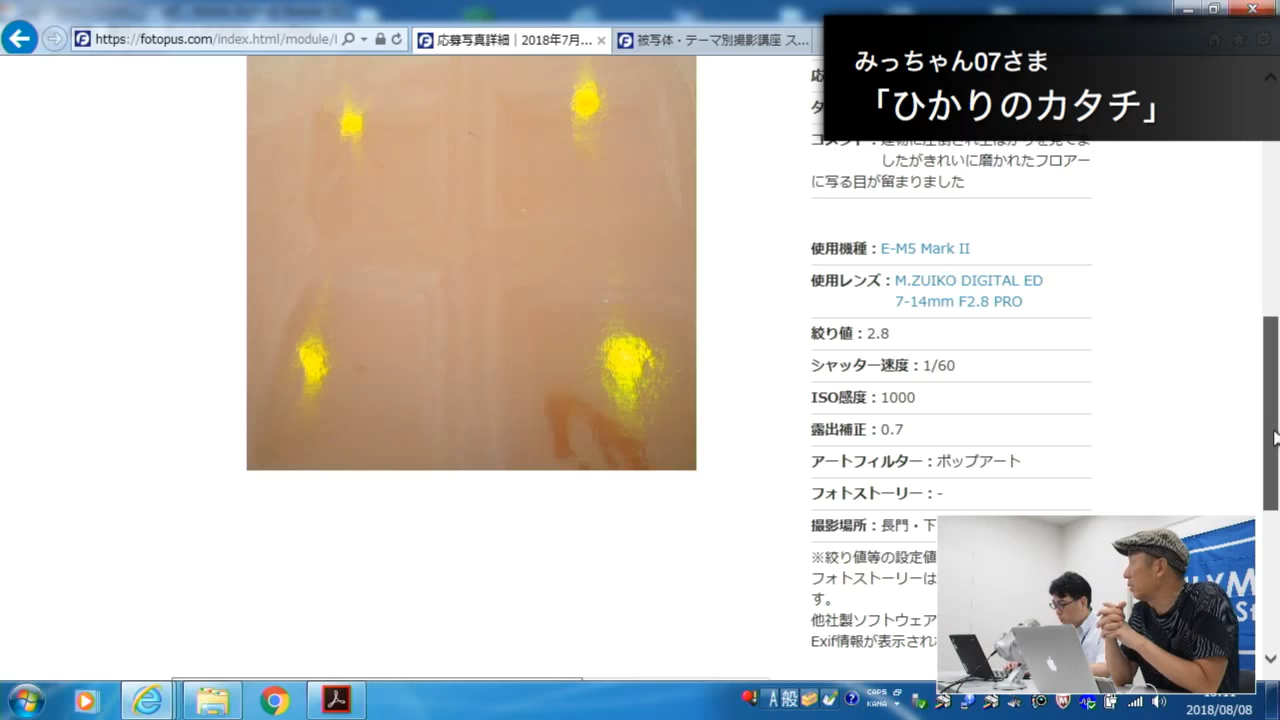 https://fotopus.com/index.html/module/
応募写真詳細｜2018年7月...
被写体・テーマ別撮影講座 ス...
みっちゃん07さま
「ひかりのカタチ」
したがきれいに磨かれたフロアー
に写る目が留まりました
使用機種：E-M5 Mark II
使用レンズ：M.ZUIKO DIGITAL ED
7-14mm F2.8 PRO
絞り値：2.8
シャッター速度：1/60
ISO感度：1000
露出補正：0.7
アートフィルター：ポップアート
フォトストーリー：-
撮影場所：長門・下
※絞り値等の設定値
フォトストーリーは
す。
他社製ソフトウェア
Exif情報が表示され
A 般
CAPS
KANA
2018/08/08